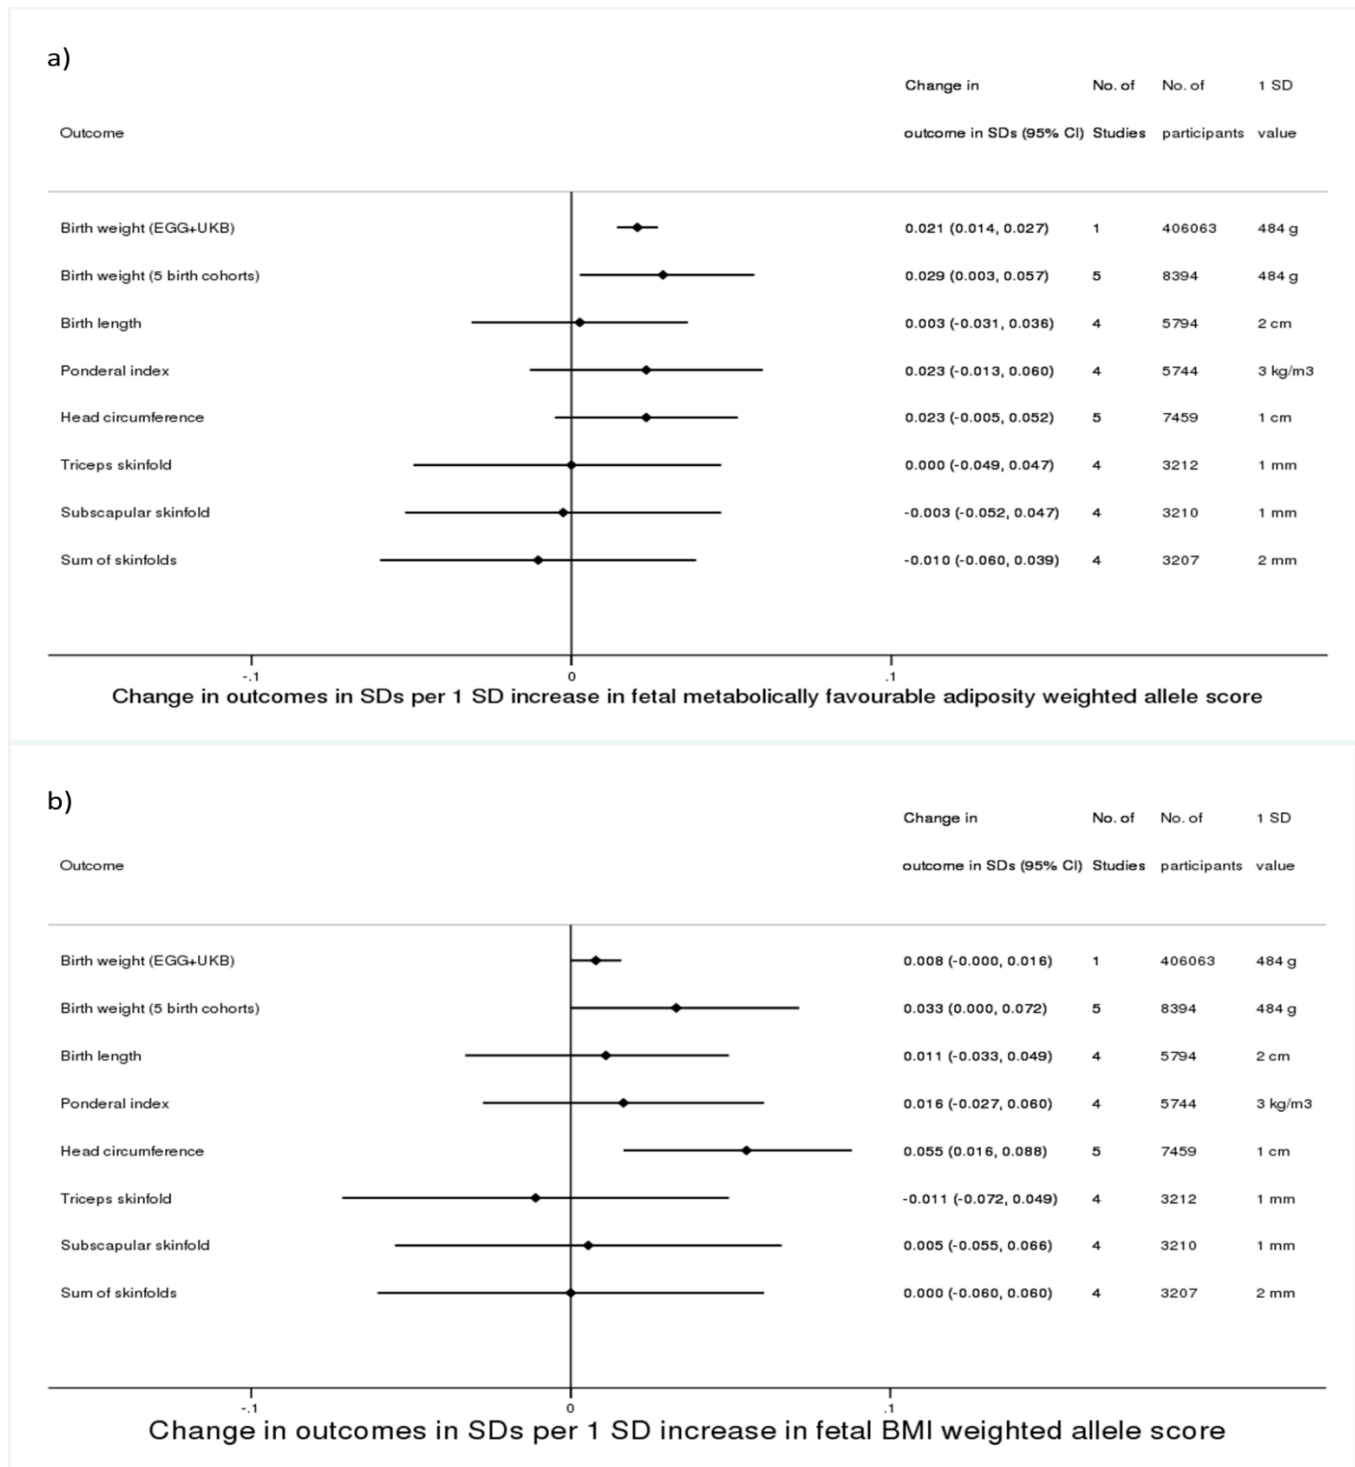 a)
Change in No. of No. of 1 SD
Outcome outcome in SDs (95% CI) Studies participants value
Birth weight (EGG+UKB) 0.021 (0.014, 0.027) 1 406063 484 g
Birth weight (5 birth cohorts) 0.029 (0.003, 0.057) 5 8394 484 g
Birth length 0.003 (-0.031, 0.036) 4 5794 2 cm
Ponderal index 0.023 (-0.013, 0.060) 4 5744 3 kg/m3
Head circumference 0.023 (-0.005, 0.052) 5 7459 1 cm
Triceps skinfold 0.000 (-0.049, 0.047) 4 3212 1 mm
Subscapular skinfold -0.003 (-0.052, 0.047) 4 3210 1 mm
Sum of skinfolds -0.010 (-0.060, 0.039) 4 3207 2 mm
-.1 0 .1
Change in outcomes in SDs per 1 SD increase in fetal metabolically favourable adiposity weighted allele score
b)
Change in No. of No. of 1 SD
Outcome outcome in SDs (95% CI) Studies participants value
Birth weight (EGG+UKB) 0.008 (-0.000, 0.016) 1 406063 484 g
Birth weight (5 birth cohorts) 0.033 (0.000, 0.072) 5 8394 484 g
Birth length 0.011 (-0.033, 0.049) 4 5794 2 cm
Ponderal index 0.016 (-0.027, 0.060) 4 5744 3 kg/m3
Head circumference 0.055 (0.016, 0.088) 5 7459 1 cm
Triceps skinfold -0.011 (-0.072, 0.049) 4 3212 1 mm
Subscapular skinfold 0.005 (-0.055, 0.066) 4 3210 1 mm
Sum of skinfolds 0.000 (-0.060, 0.060) 4 3207 2 mm
-.1 0 .1
Change in outcomes in SDs per 1 SD increase in fetal BMI weighted allele score